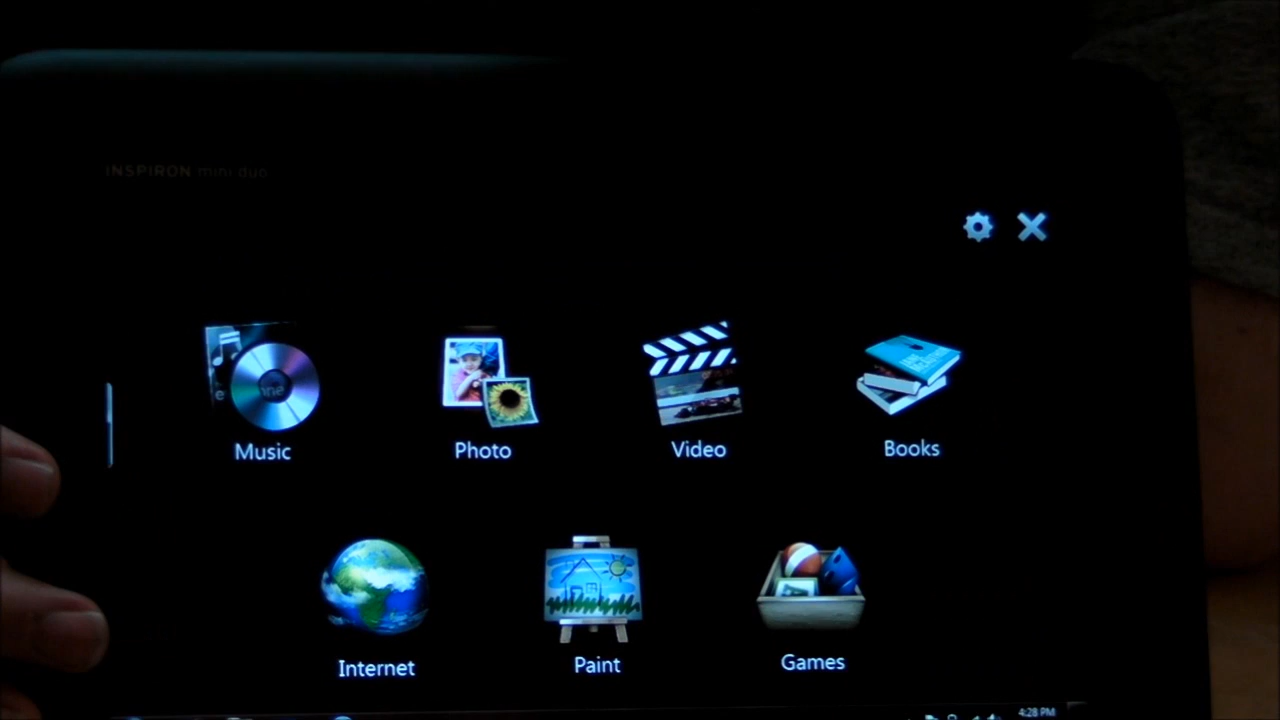 INSPIRON mini duo
Music
Photo
Video
Books
Internet
Paint
Games
4:28 PM